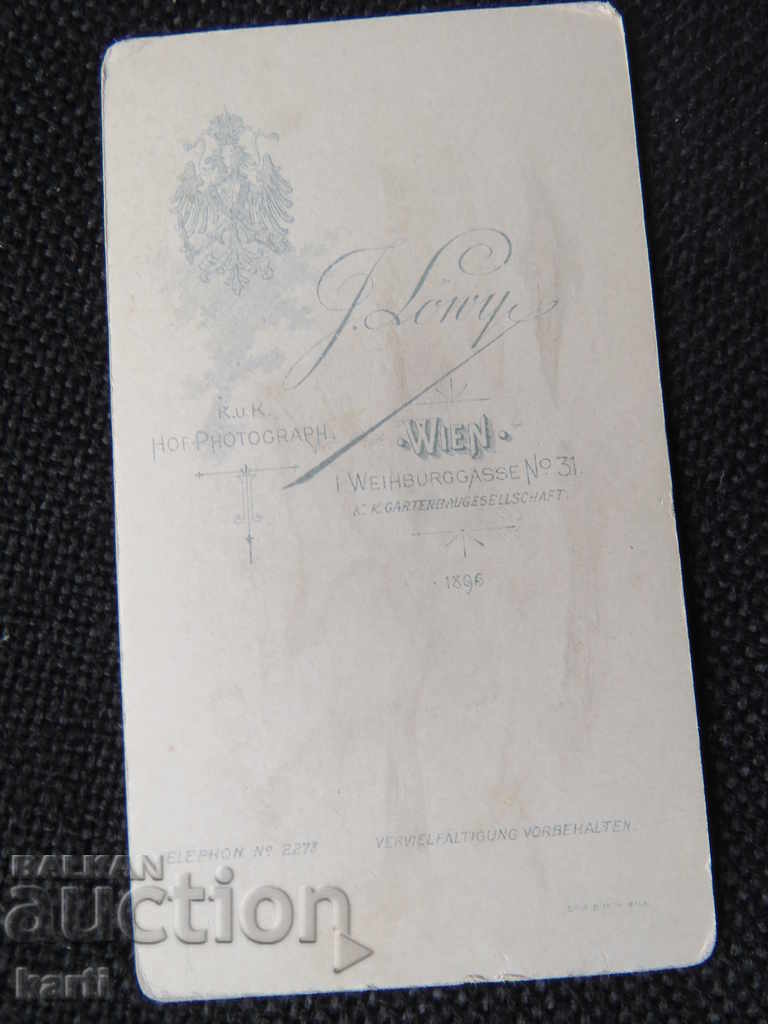 J. Löwy
K.u.K.
HOF-PHOTOGRAPH.
·WIEN·
I WEIHBURGGASSE No 31.
K. K. GARTENBAUGESELLSCHAFT.
· 1896
TELEPHON No 2273
VERVIELFÄLTIGUNG VORBEHALTEN.
BALKAN
auction
karti